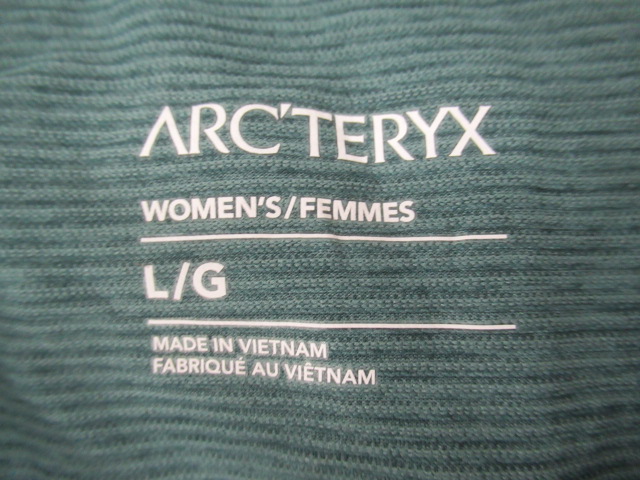 ARC'TERYX
WOMEN'S/FEMMES
L/G
MADE IN VIETNAM
FABRIQUÉ AU VIÊTNAM